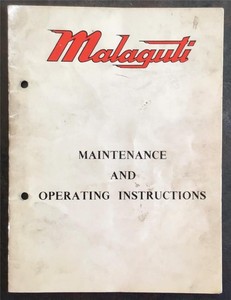 Malaguti
MAINTENANCE
AND
OPERATING INSTRUCTIONS